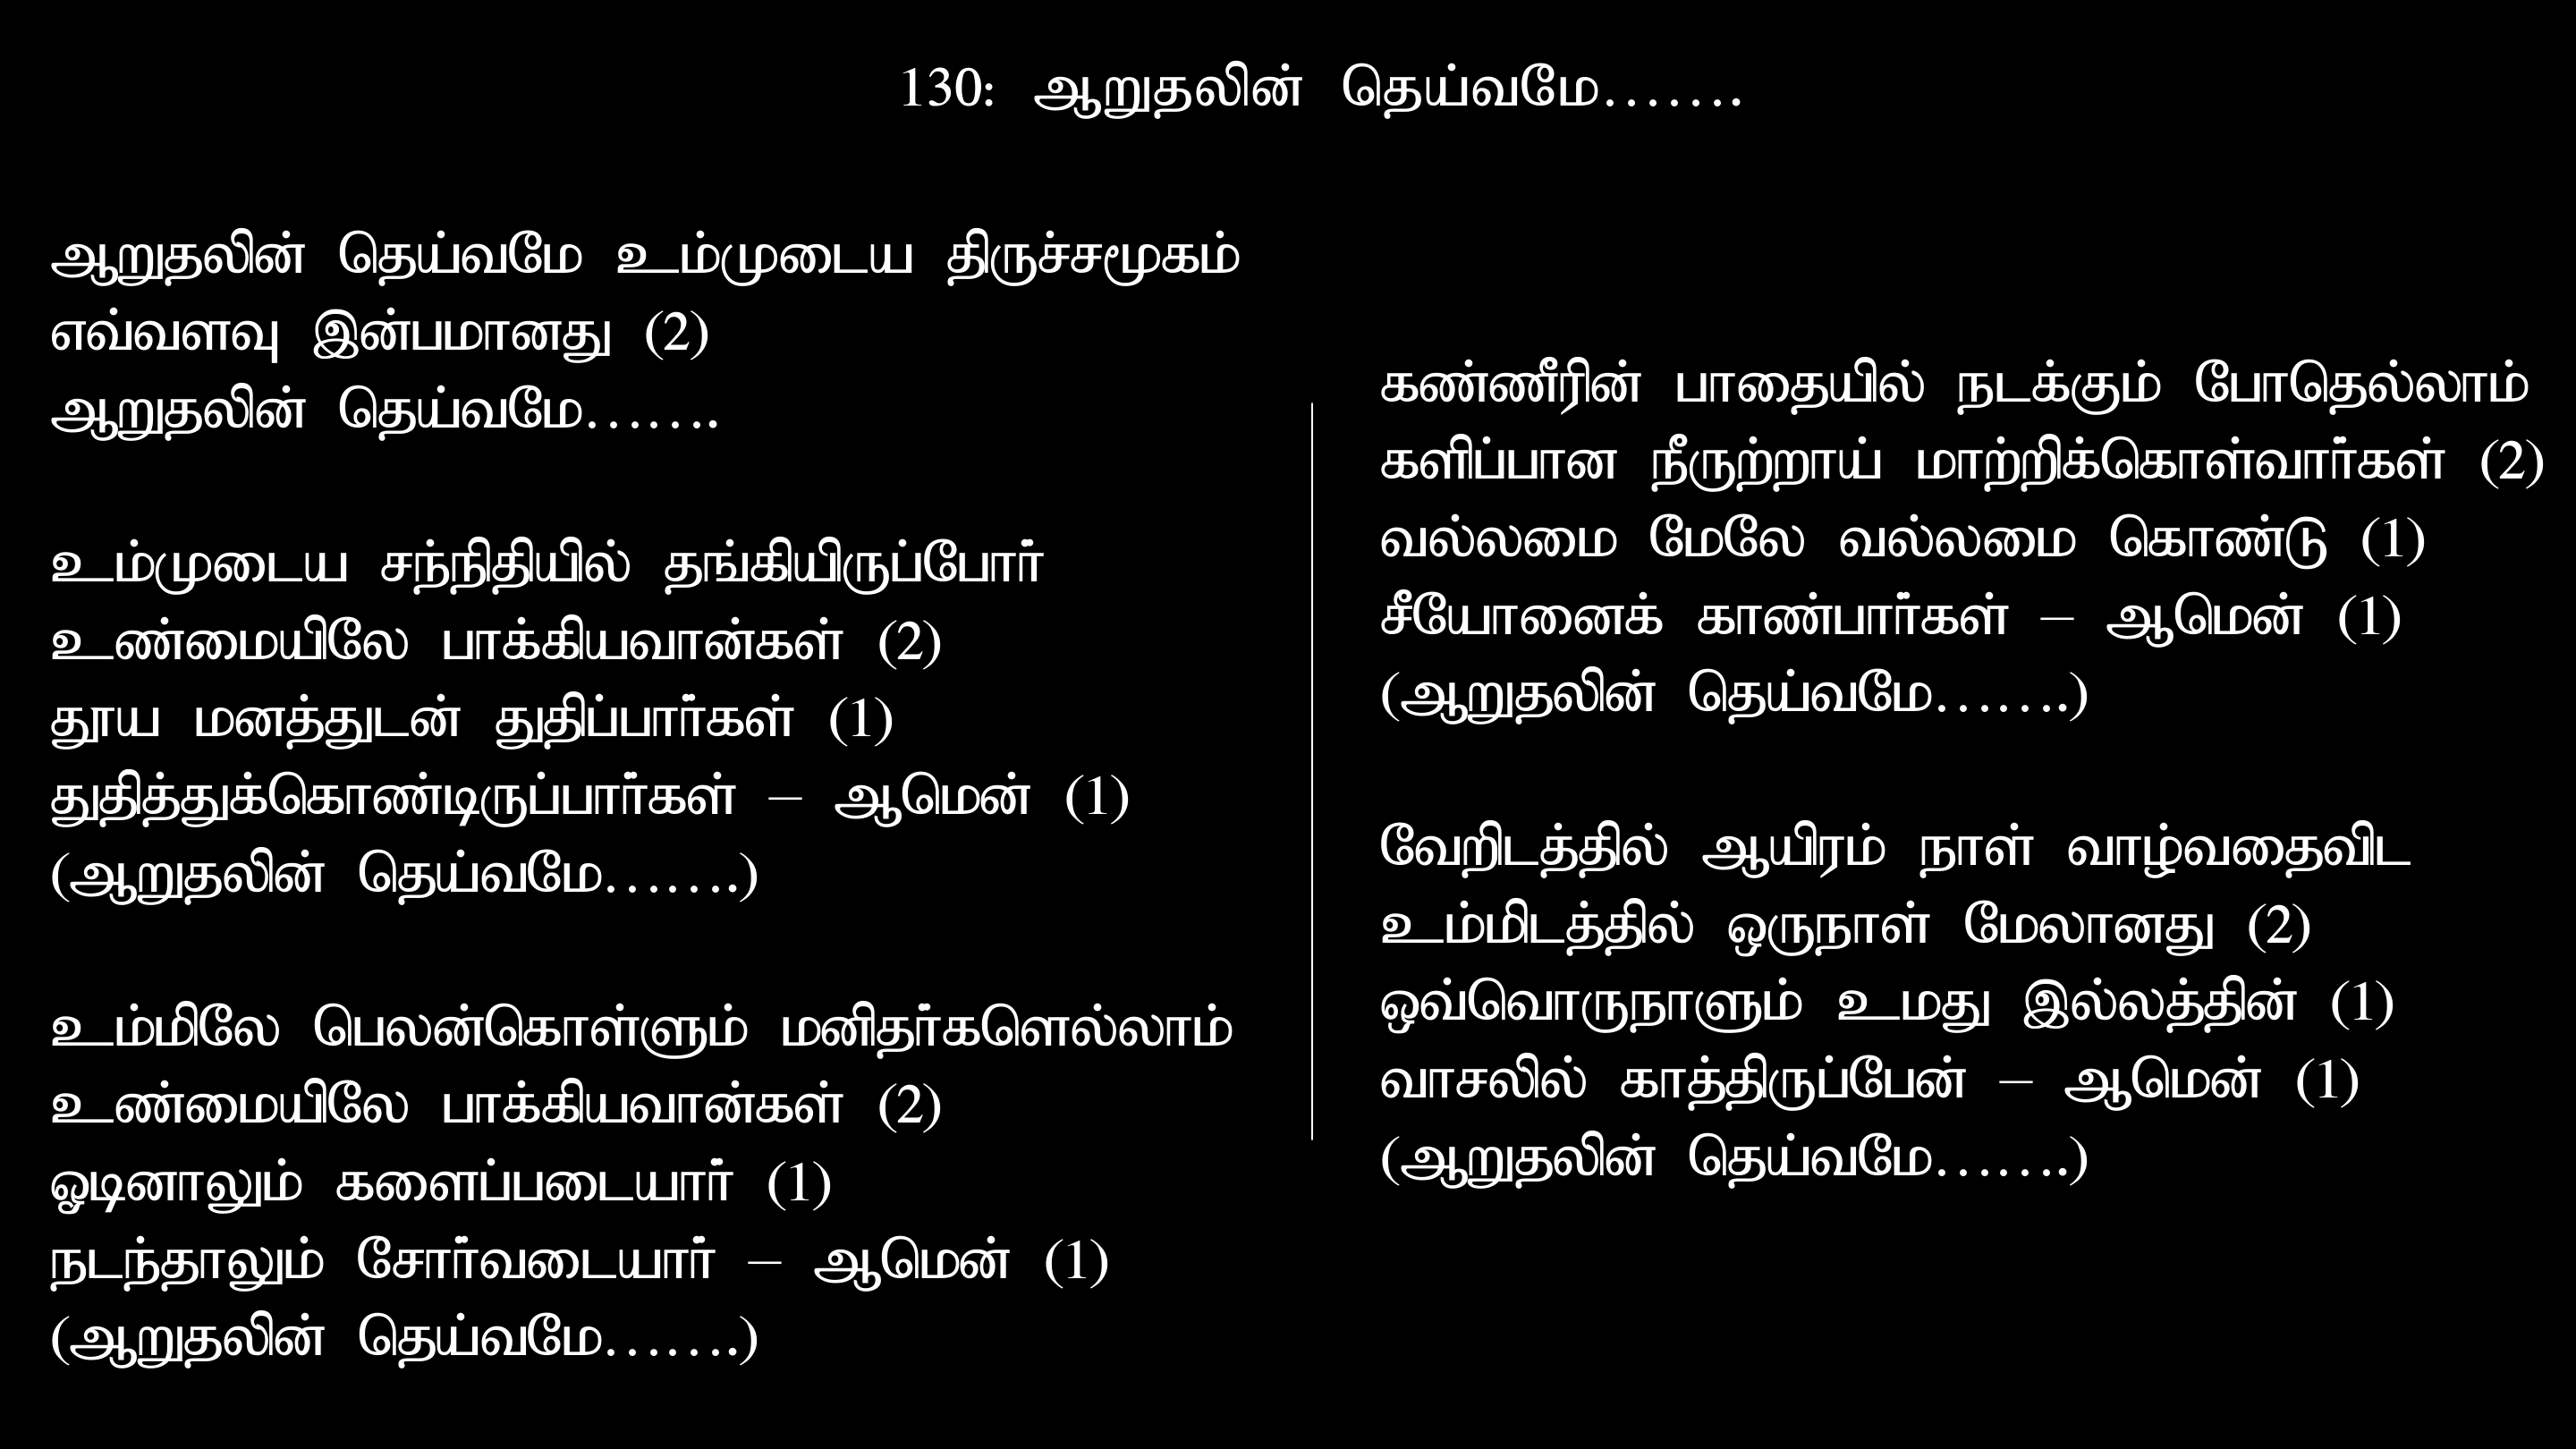 130: ஆறுதலின் தெய்வமே…….
ஆறுதலின் தெய்வமே உம்முடைய திருச்சமூகம்
எவ்வளவு இன்பமானது (2)
ஆறுதலின் தெய்வமே…….
உம்முடைய சந்நிதியில் தங்கியிருப்போர்
உண்மையிலே பாக்கியவான்கள் (2)
தூய மனத்துடன் துதிப்பார்கள் (1)
துதித்துக்கொண்டிருப்பார்கள் – ஆமென் (1)
(ஆறுதலின் தெய்வமே…….)
உம்மிலே பெலன்கொள்ளும் மனிதர்களெல்லாம்
உண்மையிலே பாக்கியவான்கள் (2)
ஓடினாலும் களைப்படையார் (1)
நடந்தாலும் சோர்வடையார் – ஆமென் (1)
(ஆறுதலின் தெய்வமே…….)
கண்ணீரின் பாதையில் நடக்கும் போதெல்லாம்
களிப்பான நீருற்றாய் மாற்றிக்கொள்வார்கள் (2)
வல்லமை மேலே வல்லமை கொண்டு (1)
சீயோனைக் காண்பார்கள் – ஆமென் (1)
(ஆறுதலின் தெய்வமே…….)
வேறிடத்தில் ஆயிரம் நாள் வாழ்வதைவிட
உம்மிடத்தில் ஒருநாள் மேலானது (2)
ஒவ்வொருநாளும் உமது இல்லத்தின் (1)
வாசலில் காத்திருப்பேன் – ஆமென் (1)
(ஆறுதலின் தெய்வமே…….)